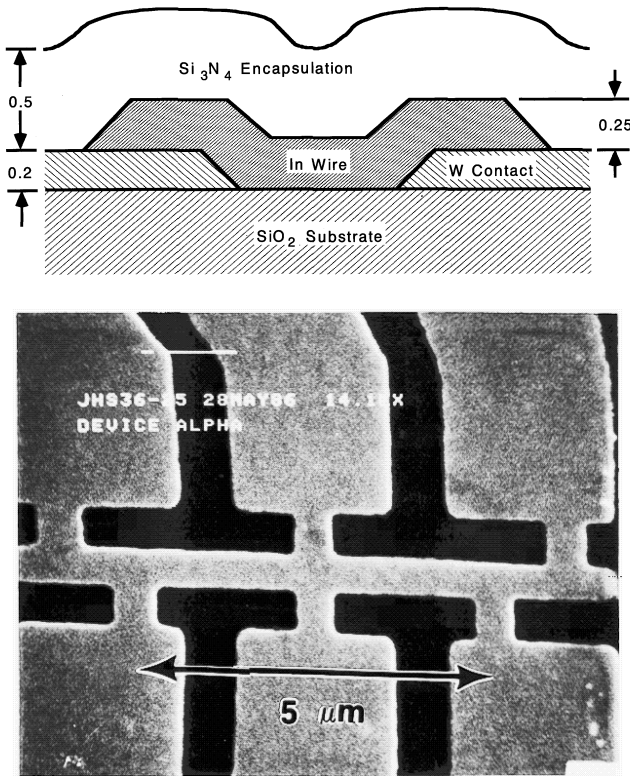 Si3N4 Encapsulation
0.5
0.25
0.2
In Wire
W Contact
SiO2 Substrate
28MAY86
DEVICE ALPHA
5 μm